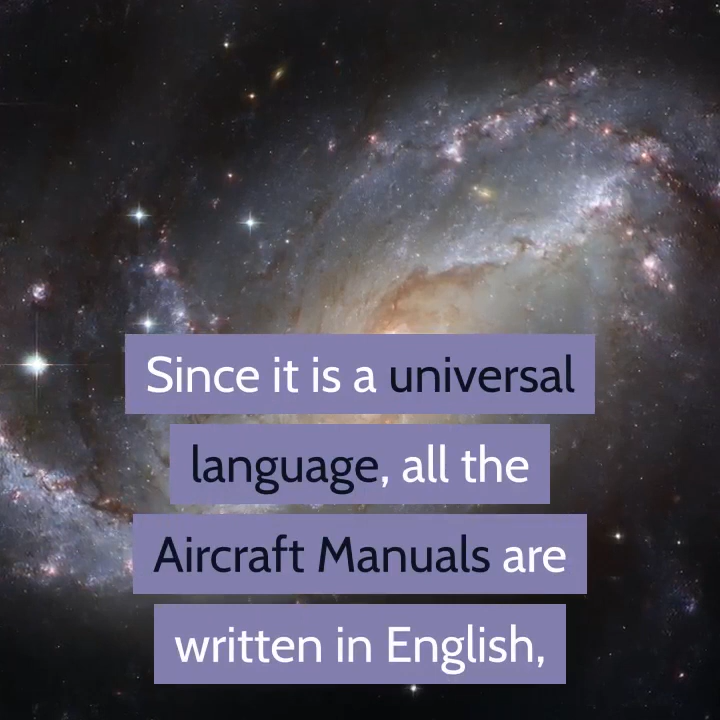 Since it is a universal
language, all the
Aircraft Manuals are
written in English,